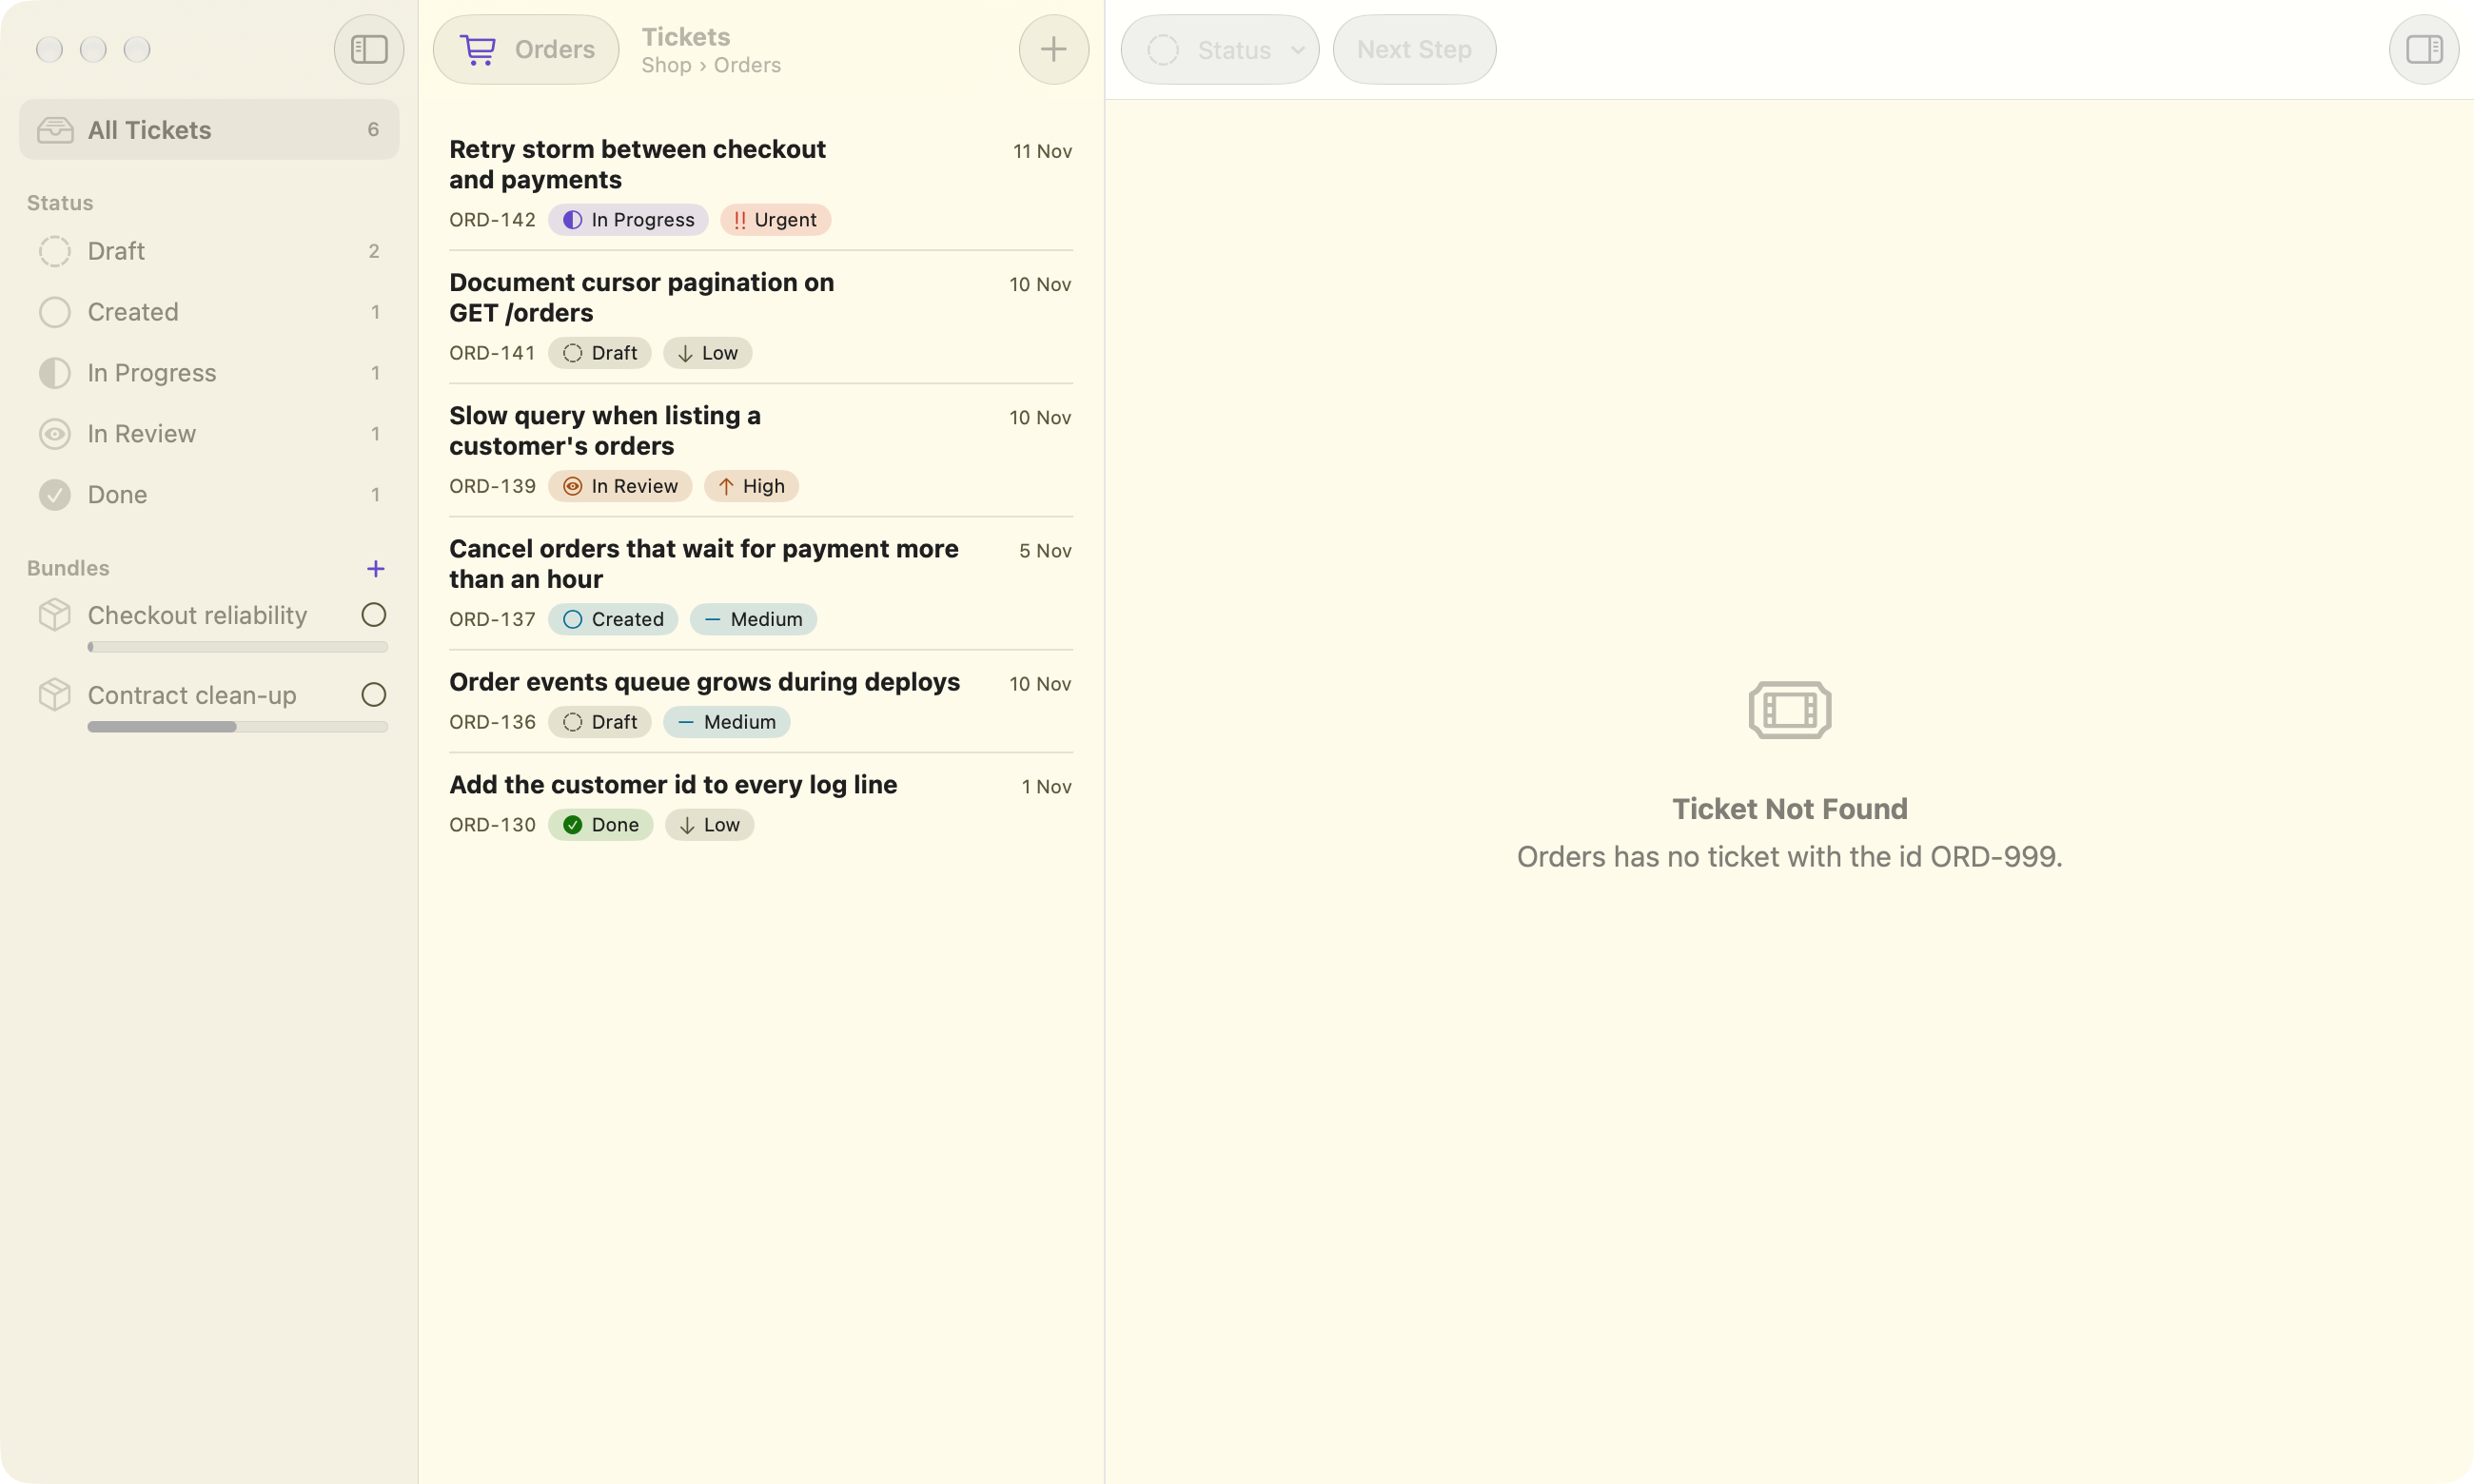 All Tickets 6
Status
Draft 2
Created 1
In Progress 1
In Review 1
Done 1
Bundles
Checkout reliability
Contract clean-up
Orders
Tickets
Shop › Orders
Retry storm between checkout
and payments
11 Nov
ORD-142 In Progress Urgent
Document cursor pagination on
GET /orders
10 Nov
ORD-141 Draft Low
Slow query when listing a
customer's orders
10 Nov
ORD-139 In Review High
Cancel orders that wait for payment more
than an hour
5 Nov
ORD-137 Created Medium
Order events queue grows during deploys
10 Nov
ORD-136 Draft Medium
Add the customer id to every log line
1 Nov
ORD-130 Done Low
Status
Next Step
Ticket Not Found
Orders has no ticket with the id ORD-999.